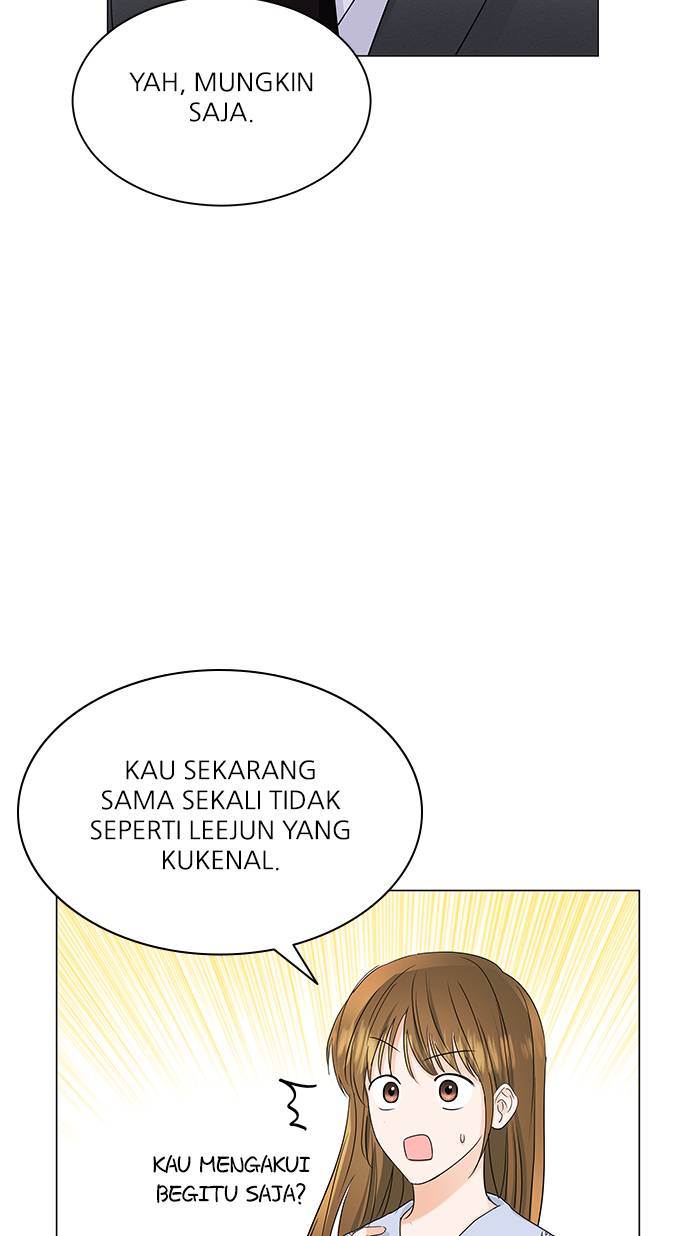 YAH, MUNGKIN
SAJA.
KAU SEKARANG
SAMA SEKALI TIDAK
SEPERTI LEEJUN YANG
KUKENAL.
KAU MENGAKUI
BEGITU SAJA?